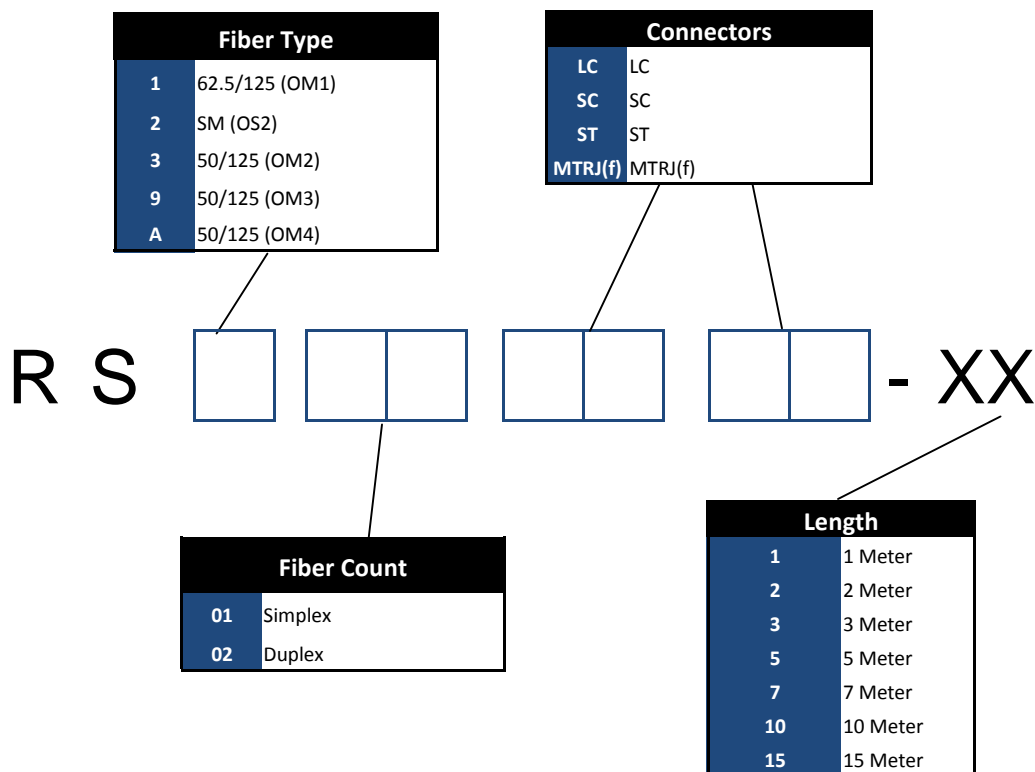 Fiber Type
1 62.5/125 (OM1)
2 SM (OS2)
3 50/125 (OM2)
9 50/125 (OM3)
A 50/125 (OM4)
Connectors
LC LC
SC SC
ST ST
MTRJ(f) MTRJ(f)
R S - XX
Fiber Count
01 Simplex
02 Duplex
Length
1 1 Meter
2 2 Meter
3 3 Meter
5 5 Meter
7 7 Meter
10 10 Meter
15 15 Meter